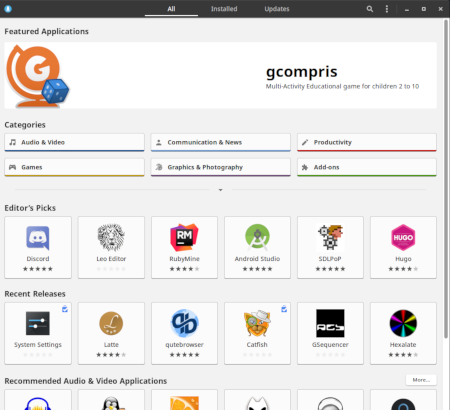 All
Installed
Updates
Featured Applications
gcompris
Multi-Activity Educational game for children 2 to 10
Categories
Audio & Video
Communication & News
Productivity
Games
Graphics & Photography
Add-ons
Editor's Picks
RM
HUGO
Discord
Leo Editor
RubyMine
Android Studio
SDLPoP
Hugo
Recent Releases
System Settings
Latte
qutebrowser
Catfish
GSequencer
Hexalate
Recommended Audio & Video Applications
More...